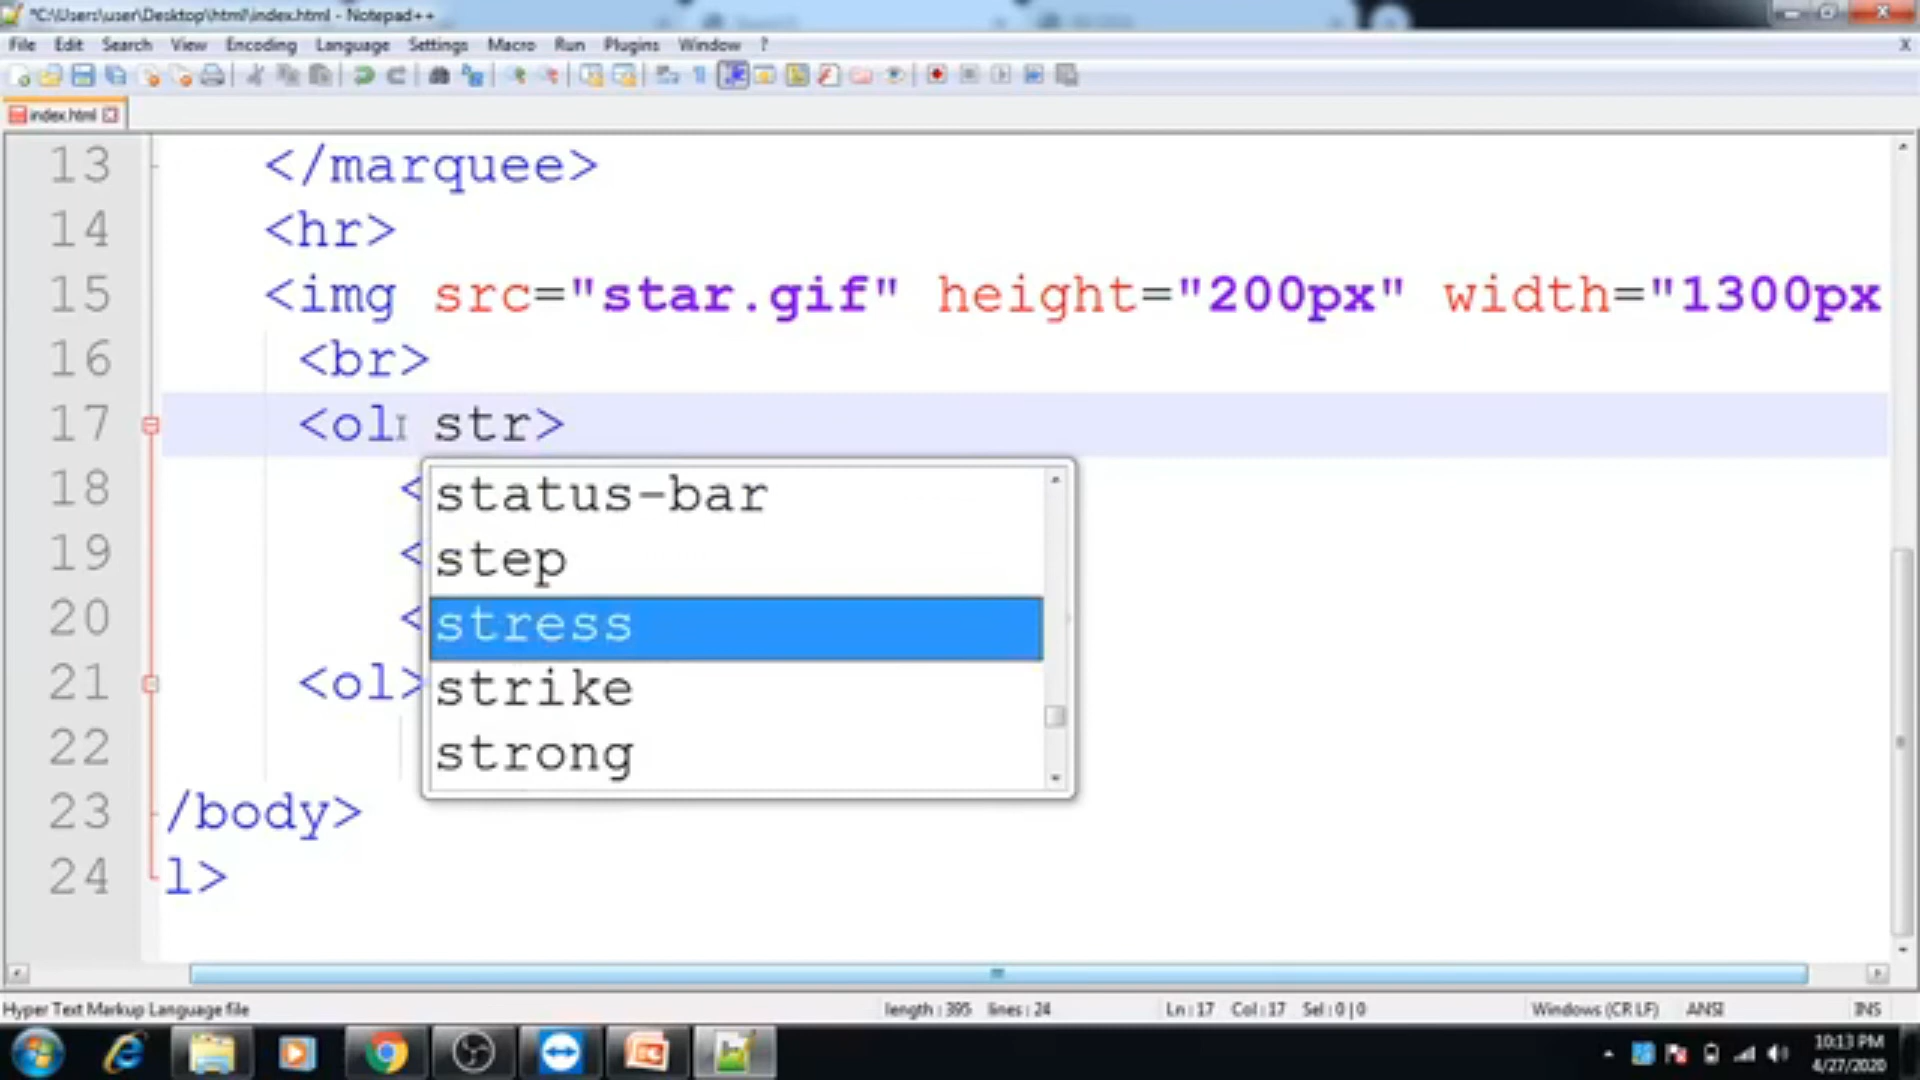 *C:\Users\user\Desktop\html\index.html - Notepad++
File Edit Search View Encoding Language Settings Macro Run Plugins Window ? X
index.html
13 </marquee>
14 <hr>
15 <img src="star.gif" height="200px" width="1300px
16 <br>
17 <ol str>
18 <
status-bar
19 <
step
20 <
stress
21 <ol>
strike
22
strong
23 /body>
24 l>
Hyper Text Markup Language file length : 395 lines : 24 Ln : 17 Col : 17 Sel : 0 | 0 Windows (CR LF) ANSI INS
10:13 PM
4/27/2020